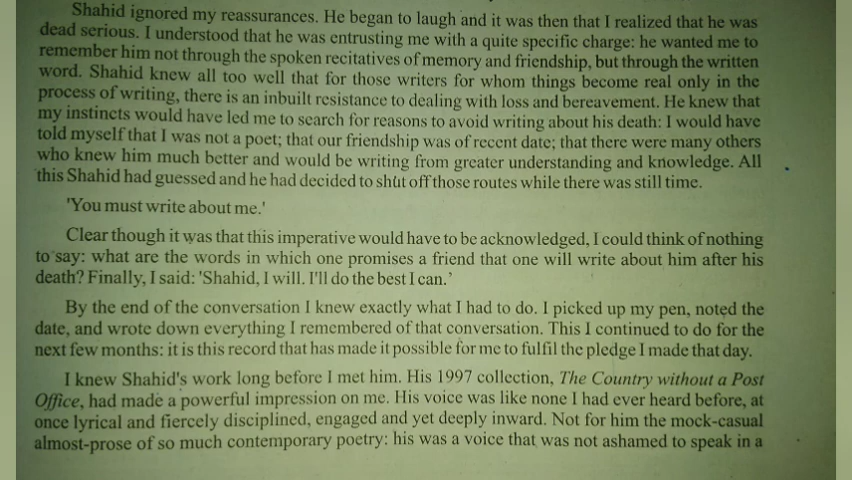 Shahid ignored my reassurances. He began to laugh and it was then that I realized that he was
dead serious. I understood that he was entrusting me with a quite specific charge: he wanted me to
remember him not through the spoken recitatives of memory and friendship, but through the written
word. Shahid knew all too well that for those writers for whom things become real only in the
process of writing, there is an inbuilt resistance to dealing with loss and bereavement. He knew that
my instincts would have led me to search for reasons to avoid writing about his death: I would have
told myself that I was not a poet; that our friendship was of recent date; that there were many others
who knew him much better and would be writing from greater understanding and knowledge. All
this Shahid had guessed and he had decided to shut off those routes while there was still time.
'You must write about me.'
Clear though it was that this imperative would have to be acknowledged, I could think of nothing
to say: what are the words in which one promises a friend that one will write about him after his
death? Finally, I said: 'Shahid, I will. I'll do the best I can.'
By the end of the conversation I knew exactly what I had to do. I picked up my pen, noted the
date, and wrote down everything I remembered of that conversation. This I continued to do for the
next few months: it is this record that has made it possible for me to fulfil the pledge I made that day.
I knew Shahid's work long before I met him. His 1997 collection, The Country without a Post
Office, had made a powerful impression on me. His voice was like none I had ever heard before, at
once lyrical and fiercely disciplined, engaged and yet deeply inward. Not for him the mock-casual
almost-prose of so much contemporary poetry: his was a voice that was not ashamed to speak in a